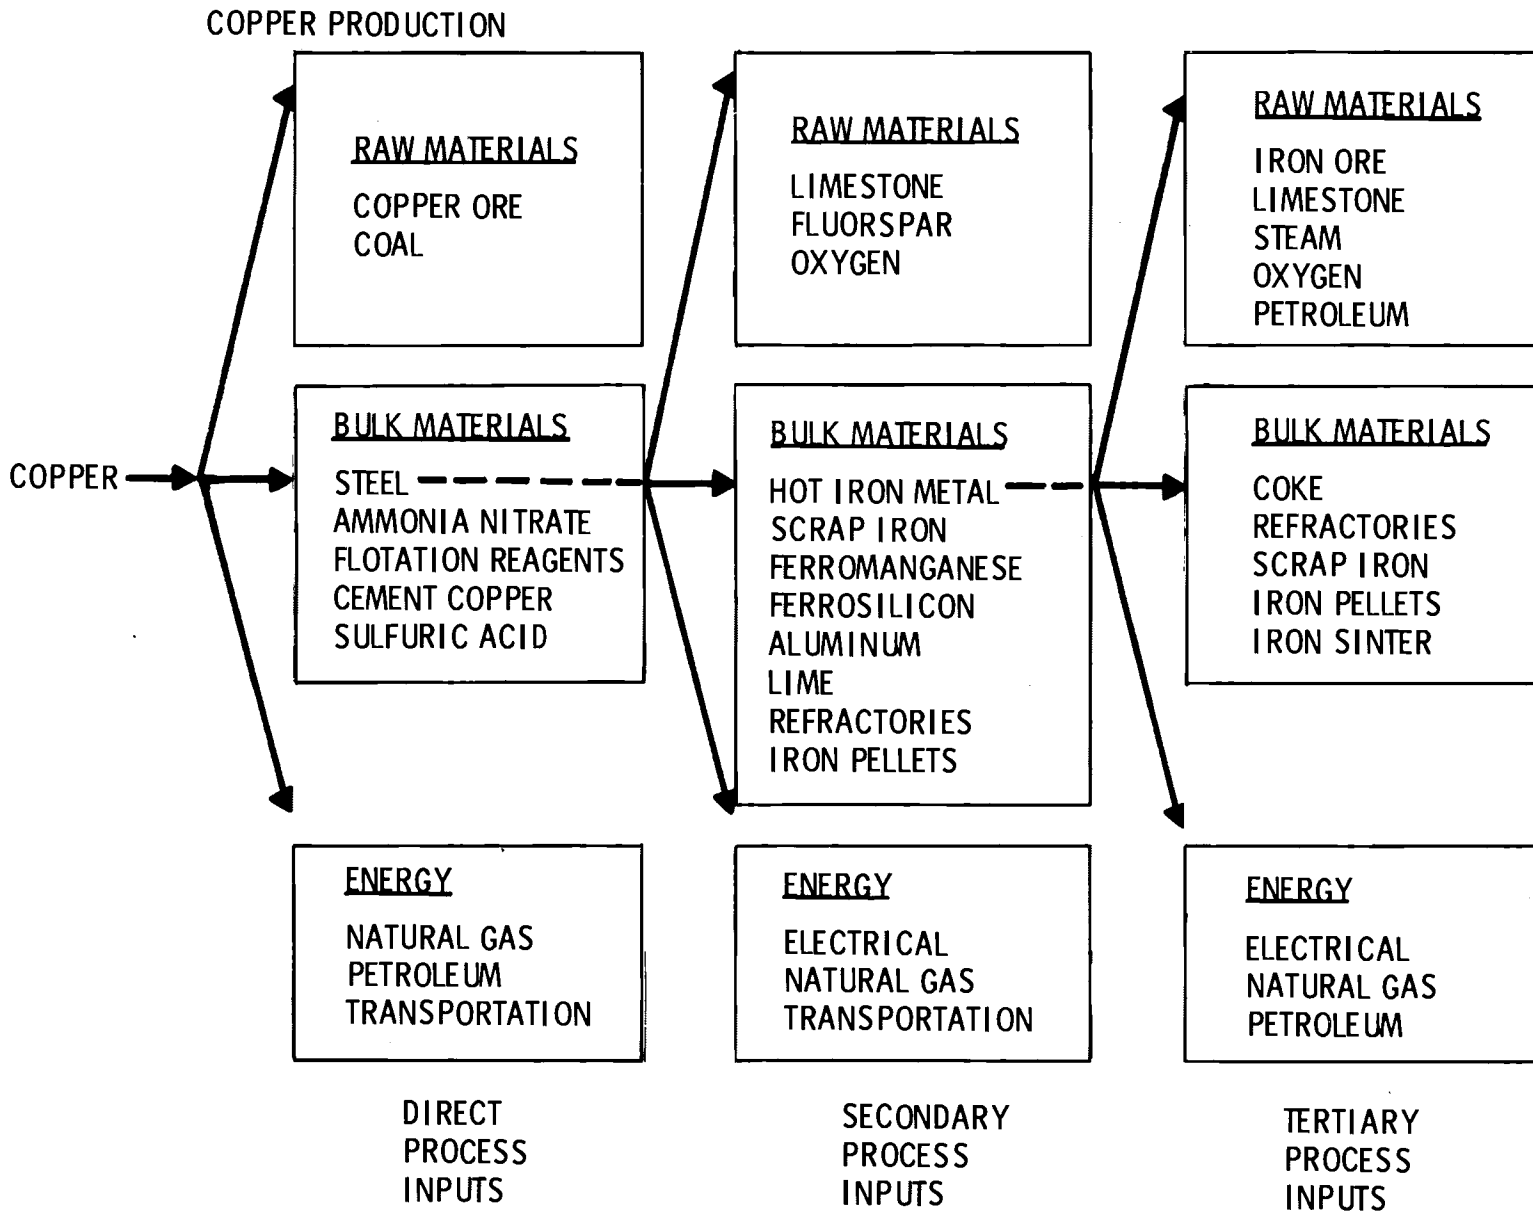 COPPER PRODUCTION
COPPER
RAW MATERIALS
COPPER ORE
COAL
BULK MATERIALS
STEEL
AMMONIA NITRATE
FLOTATION REAGENTS
CEMENT COPPER
SULFURIC ACID
ENERGY
NATURAL GAS
PETROLEUM
TRANSPORTATION
DIRECT
PROCESS
INPUTS
RAW MATERIALS
LIMESTONE
FLUORSPAR
OXYGEN
BULK MATERIALS
HOT IRON METAL
SCRAP IRON
FERROMANGANESE
FERROSILICON
ALUMINUM
LIME
REFRACTORIES
IRON PELLETS
ENERGY
ELECTRICAL
NATURAL GAS
TRANSPORTATION
SECONDARY
PROCESS
INPUTS
RAW MATERIALS
IRON ORE
LIMESTONE
STEAM
OXYGEN
PETROLEUM
BULK MATERIALS
COKE
REFRACTORIES
SCRAP IRON
IRON PELLETS
IRON SINTER
ENERGY
ELECTRICAL
NATURAL GAS
PETROLEUM
TERTIARY
PROCESS
INPUTS